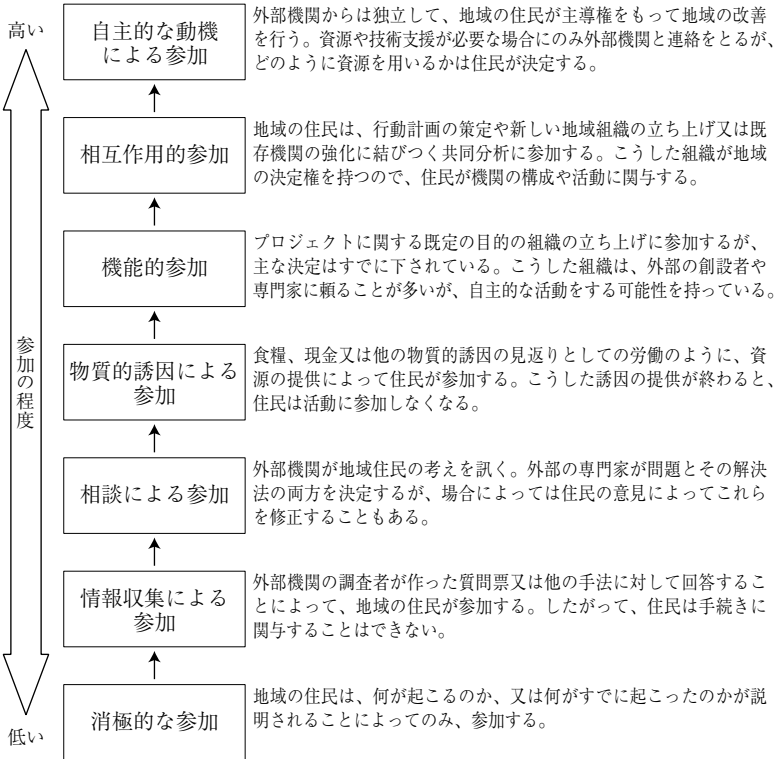 高い
自主的な動機
による参加
外部機関からは独立して、地域の住民が主導権をもって地域の改善
を行う。資源や技術支援が必要な場合にのみ外部機関と連絡をとるが、
どのように資源を用いるかは住民が決定する。
相互作用的参加
地域の住民は、行動計画の策定や新しい地域組織の立ち上げ又は既
存機関の強化に結びつく共同分析に参加する。こうした組織が地域
の決定権を持つので、住民が機関の構成や活動に関与する。
機能的参加
プロジェクトに関する既定の目的の組織の立ち上げに参加するが、
主な決定はすでに下されている。こうした組織は、外部の創設者や
専門家に頼ることが多いが、自主的な活動をする可能性を持っている。
参加の程度
物質的誘因による
参加
食糧、現金又は他の物質的誘因の見返りとしての労働のように、資
源の提供によって住民が参加する。こうした誘因の提供が終わると、
住民は活動に参加しなくなる。
相談による参加
外部機関が地域住民の考えを訊く。外部の専門家が問題とその解決
法の両方を決定するが、場合によっては住民の意見によってこれら
を修正することもある。
情報収集による
参加
外部機関の調査者が作った質問票又は他の手法に対して回答するこ
とによって、地域の住民が参加する。したがって、住民は手続きに
関与することはできない。
消極的な参加
地域の住民は、何が起こるのか、又は何がすでに起こったのかが説
明されることによってのみ、参加する。
低い